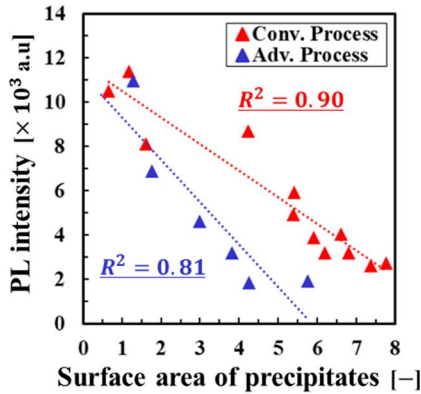 14
12
10
8
6
4
2
0
PL intensity [× 10³ a.u]
Conv. Process
Adv. Process
R² = 0.90
R² = 0.81
0 1 2 3 4 5 6 7 8
Surface area of precipitates [−]